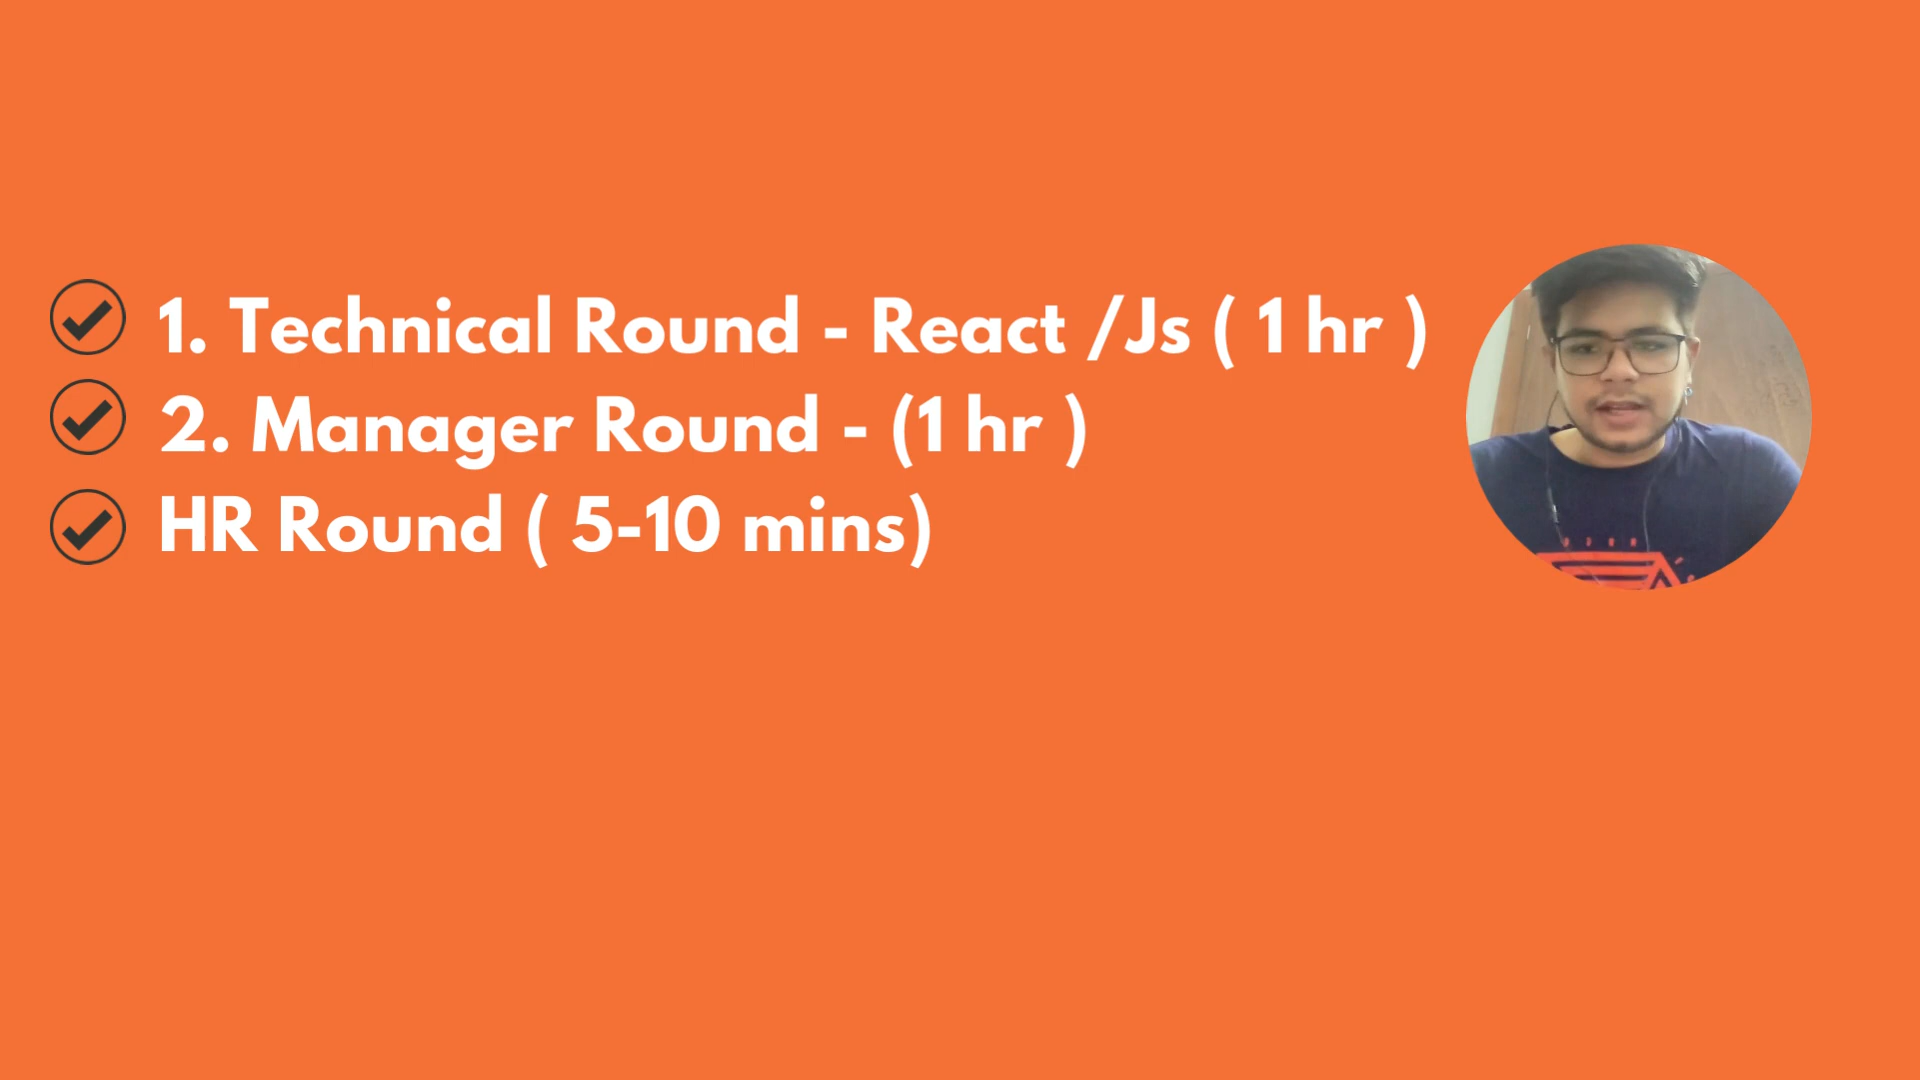 1. Technical Round - React /Js ( 1 hr )
2. Manager Round - (1 hr )
HR Round ( 5-10 mins)